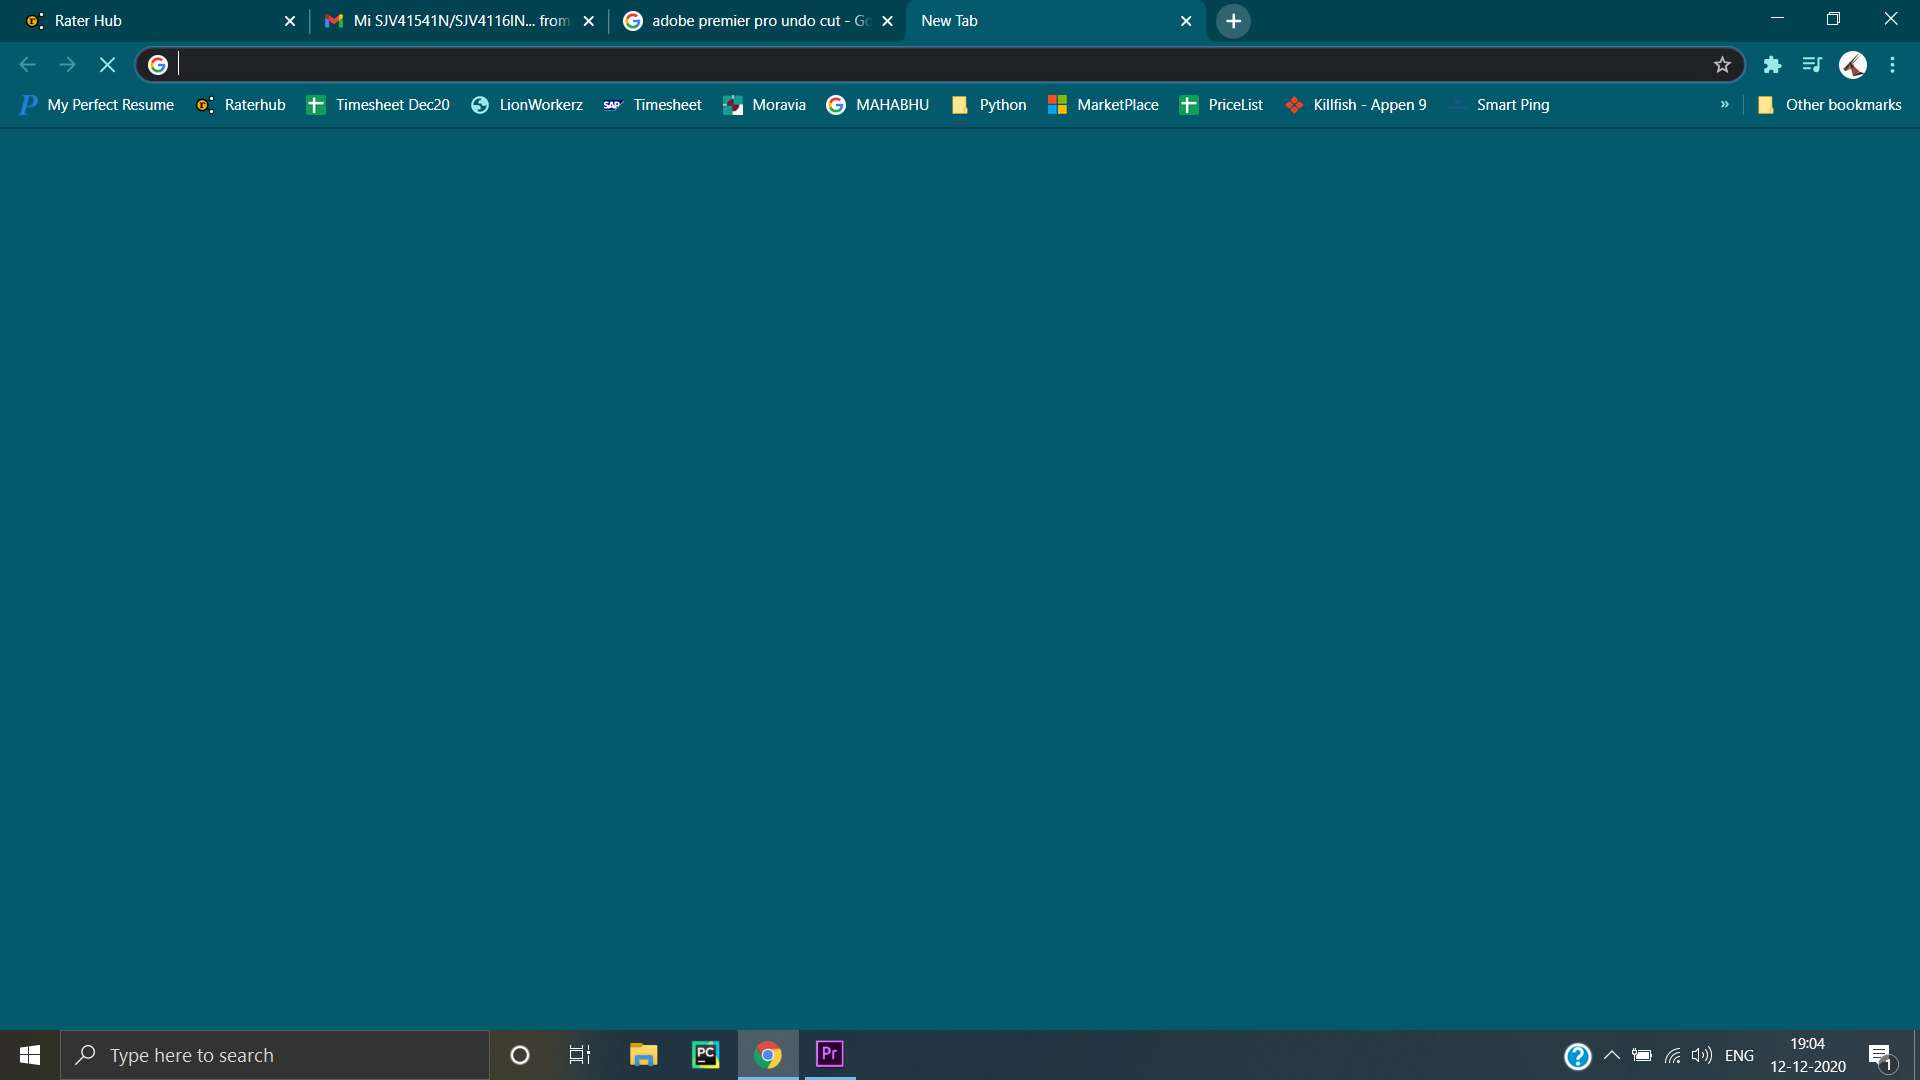 Rater Hub
Mi SJV41541N/SJV4116IN... from
adobe premier pro undo cut - Go
New Tab
My Perfect Resume
Raterhub
Timesheet Dec20
LionWorkerz
SAP
Timesheet
Moravia
MAHABHU
Python
MarketPlace
PriceList
Killfish - Appen 9
Smart Ping
»
Other bookmarks
Type here to search
PC
Pr
ENG
19:04
12-12-2020
1